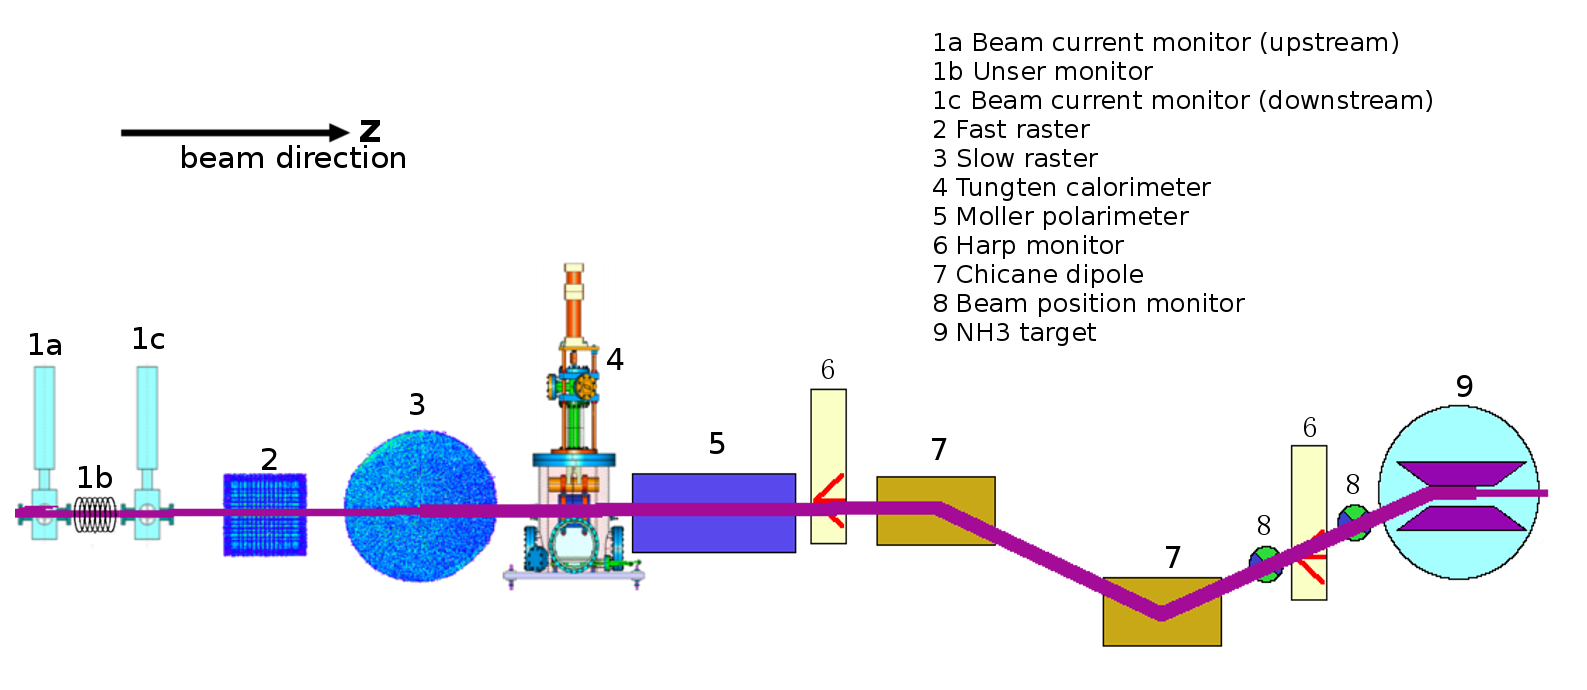 1a Beam current monitor (upstream)
1b Unser monitor
1c Beam current monitor (downstream)
2 Fast raster
3 Slow raster
4 Tungten calorimeter
5 Moller polarimeter
6 Harp monitor
7 Chicane dipole
8 Beam position monitor
9 NH3 target
z
beam direction
1a
1b
1c
2
3
4
5
6
7
7
8
6
8
9